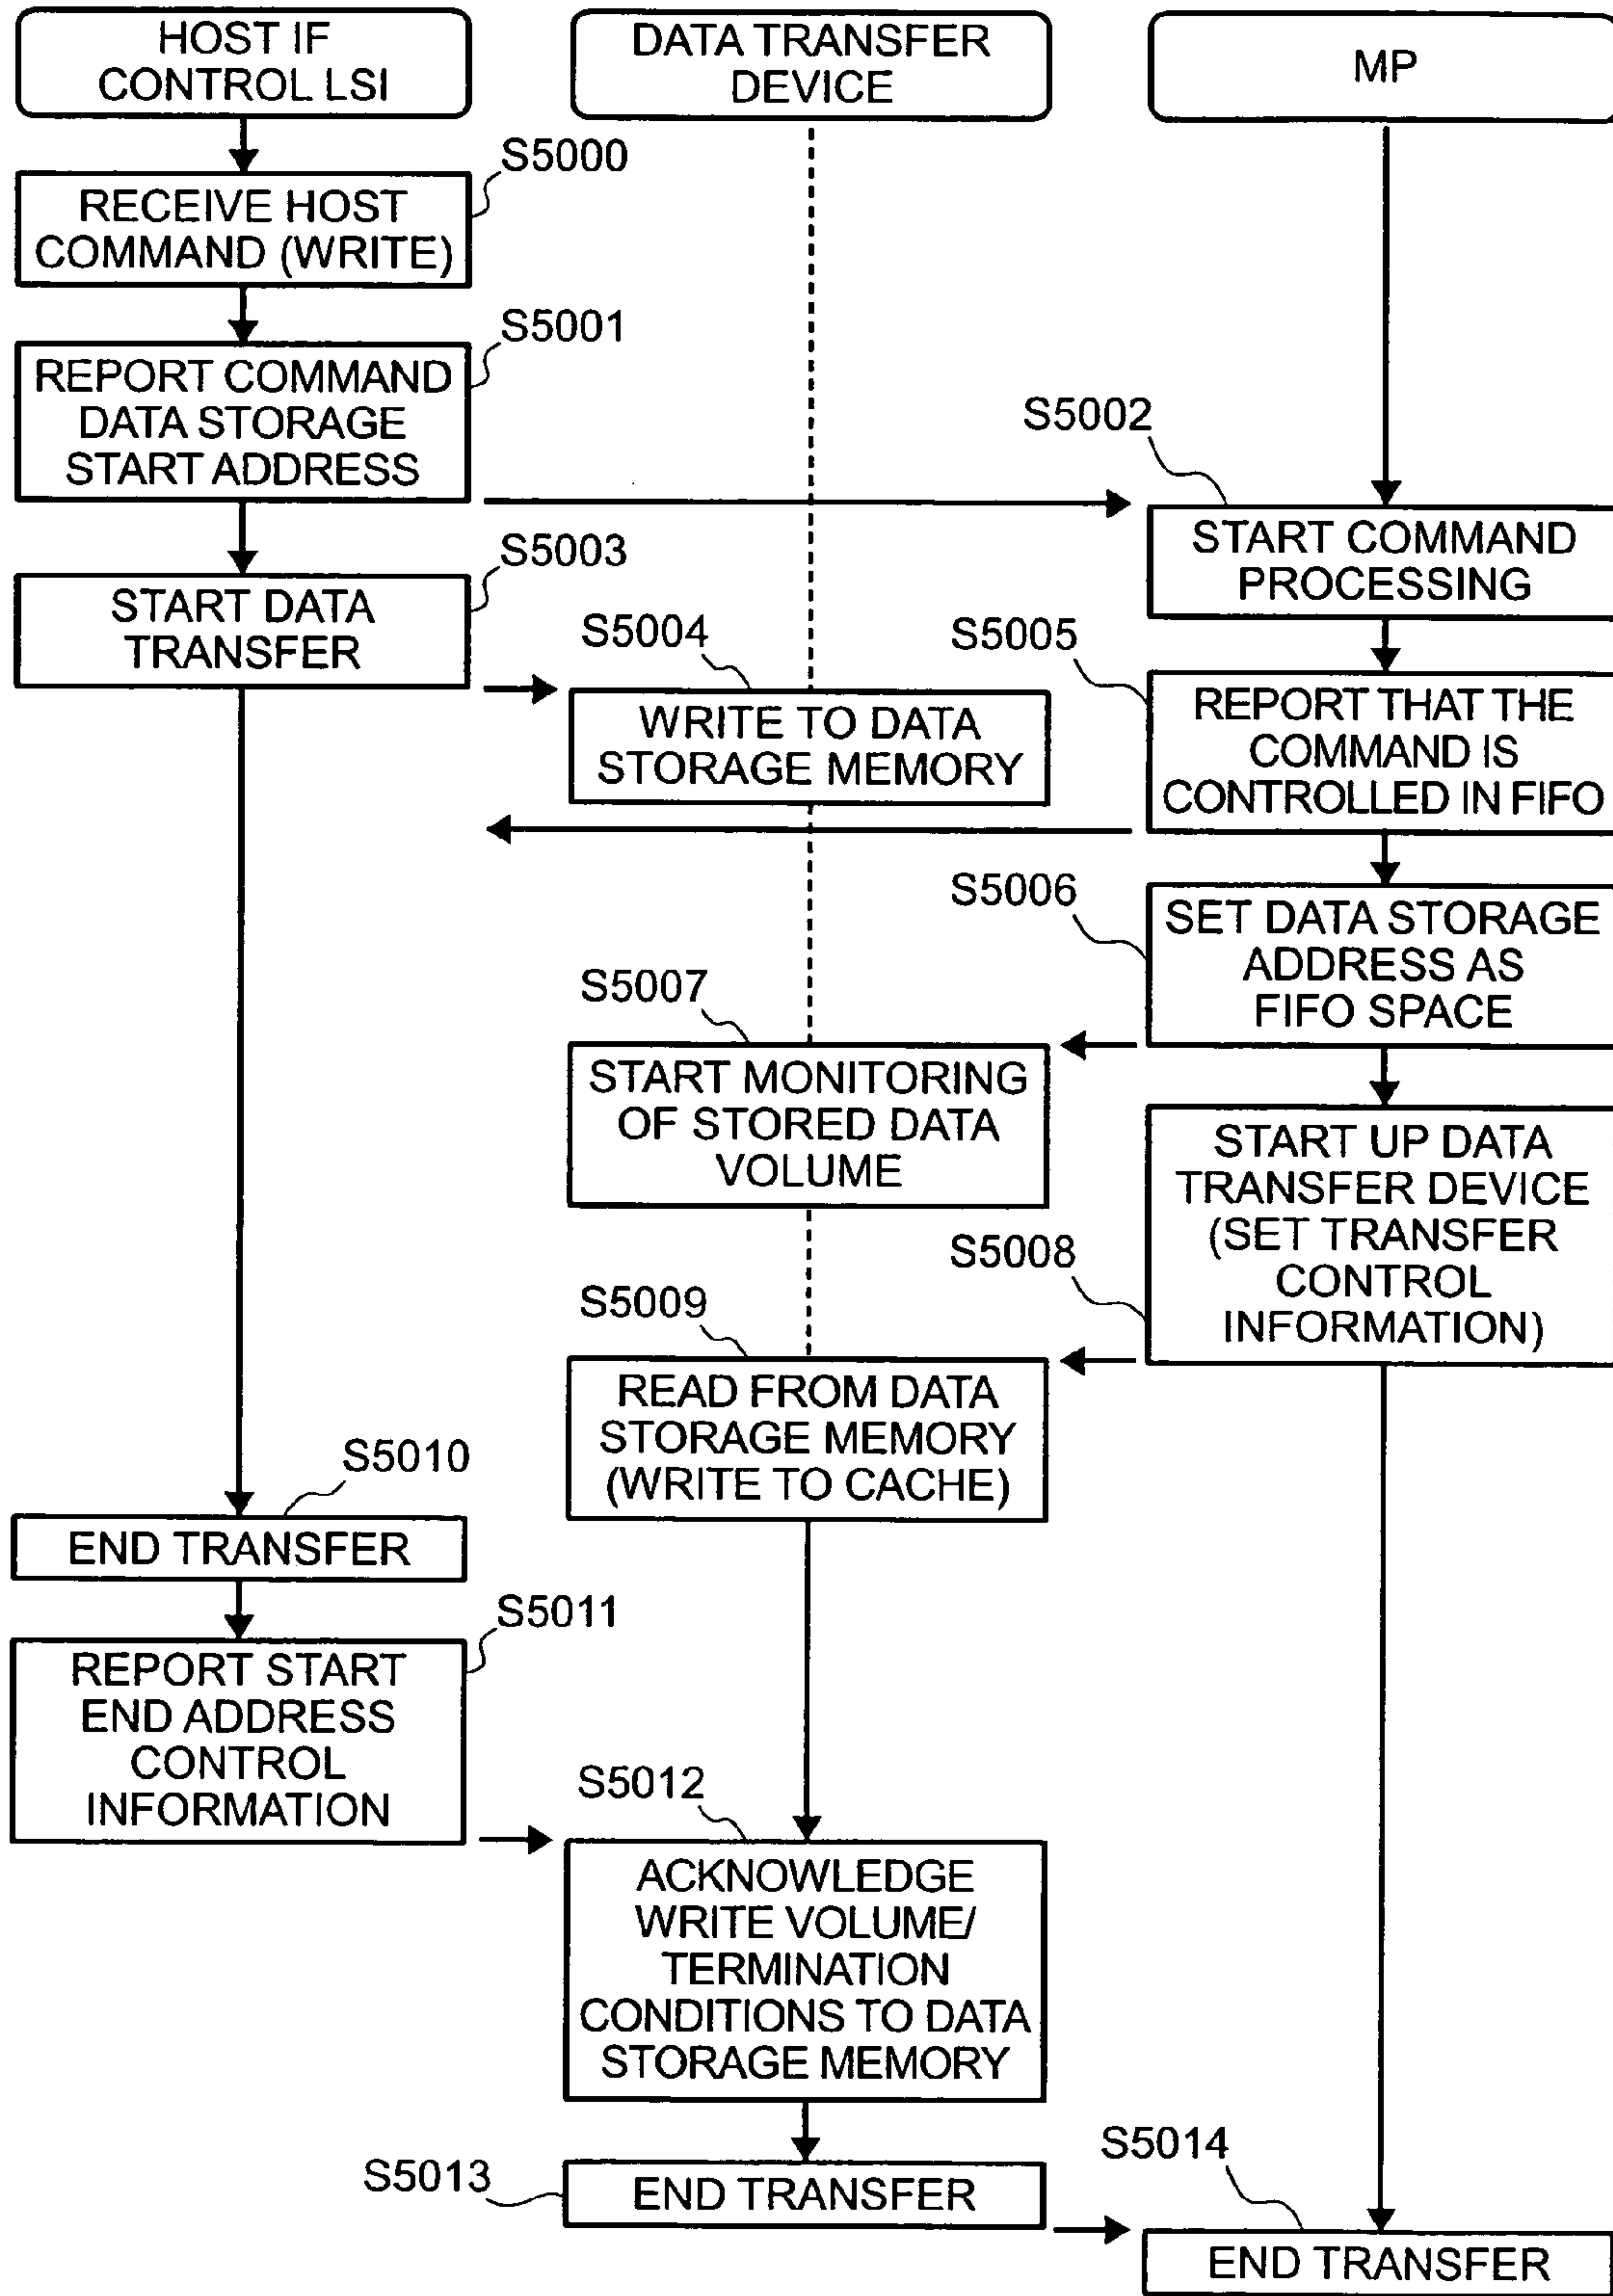 HOST IF
CONTROL LSI
DATA TRANSFER
DEVICE
MP
S5000
RECEIVE HOST
COMMAND (WRITE)
S5001
REPORT COMMAND
DATA STORAGE
START ADDRESS
S5002
START COMMAND
PROCESSING
S5003
START DATA
TRANSFER
S5004
WRITE TO DATA
STORAGE MEMORY
S5005
REPORT THAT THE
COMMAND IS
CONTROLLED IN FIFO
S5006
SET DATA STORAGE
ADDRESS AS
FIFO SPACE
S5007
START MONITORING
OF STORED DATA
VOLUME
S5008
START UP DATA
TRANSFER DEVICE
(SET TRANSFER
CONTROL
INFORMATION)
S5009
READ FROM DATA
STORAGE MEMORY
(WRITE TO CACHE)
S5010
END TRANSFER
S5011
REPORT START
END ADDRESS
CONTROL
INFORMATION
S5012
ACKNOWLEDGE
WRITE VOLUME/
TERMINATION
CONDITIONS TO DATA
STORAGE MEMORY
S5013
END TRANSFER
S5014
END TRANSFER